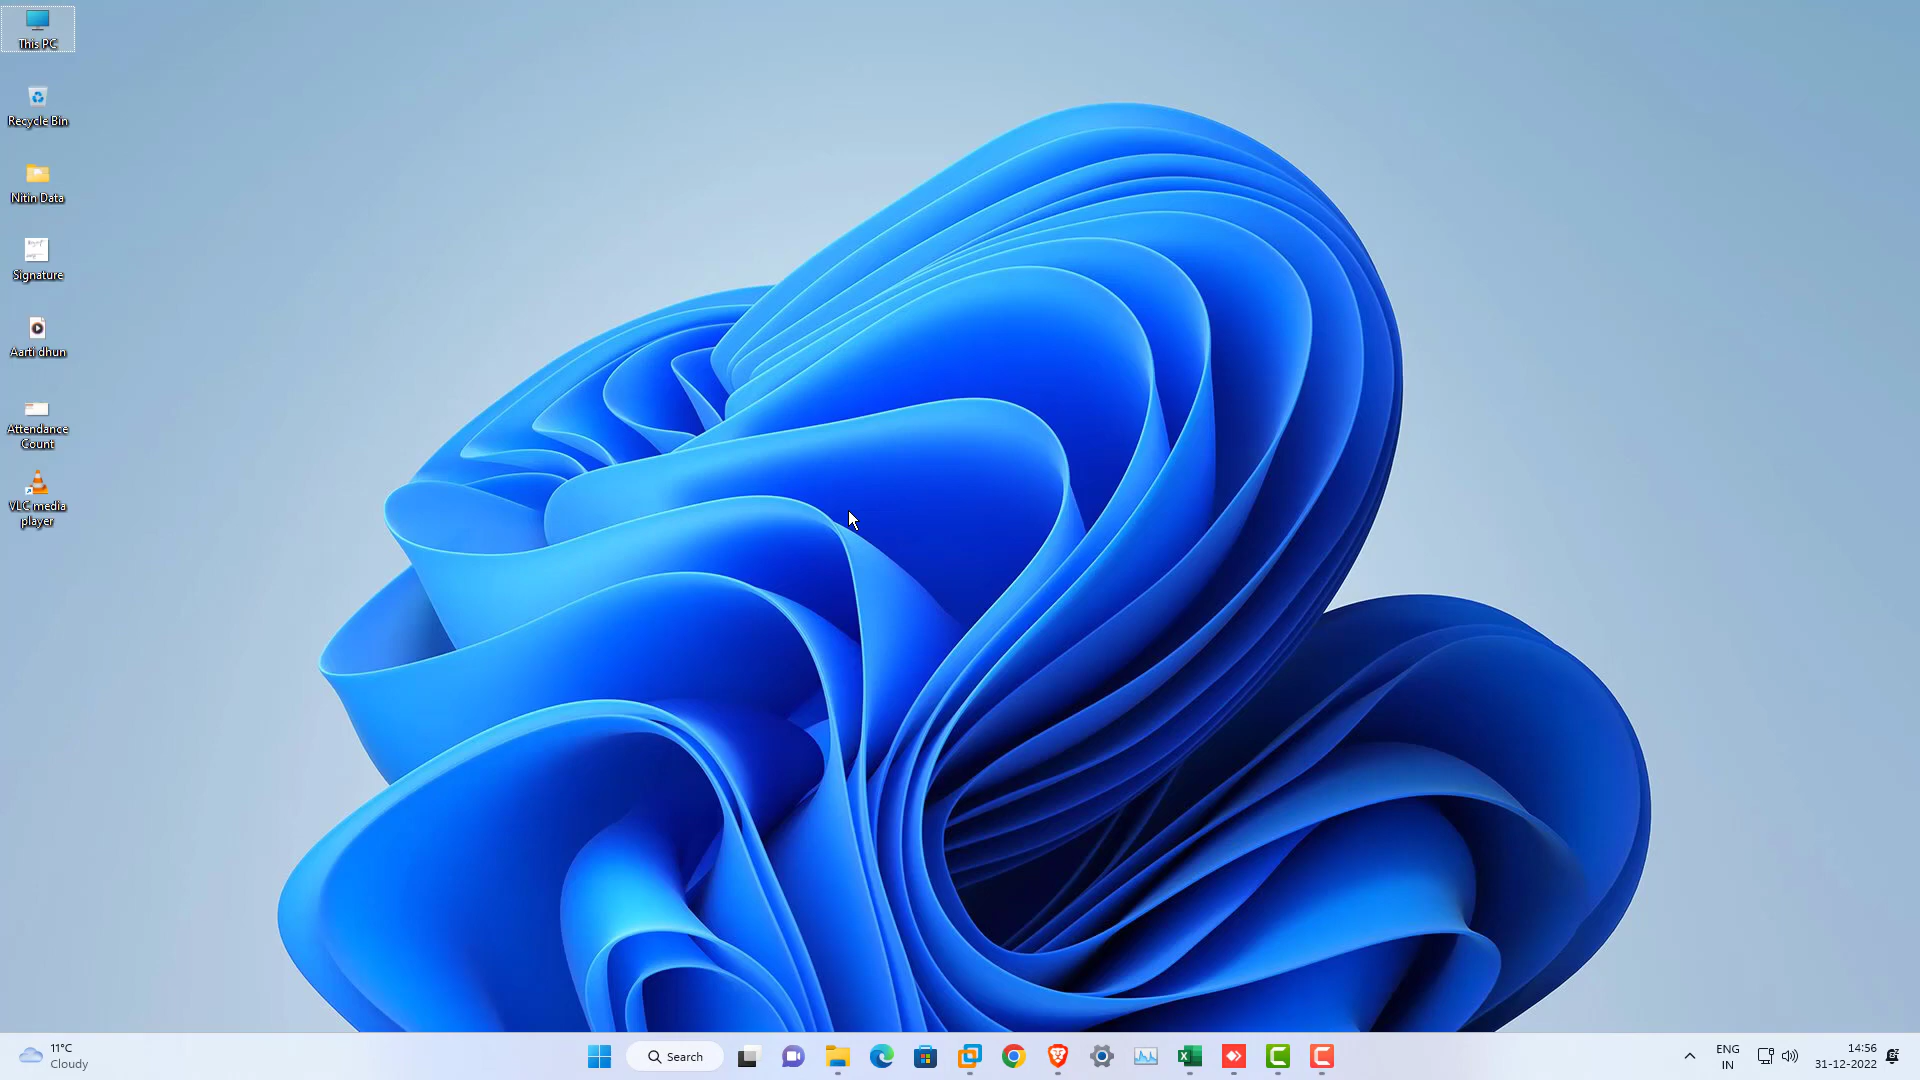 This PC
Recycle Bin
Nitin Data
Signature
Aarti dhun
Attendance
Count
VLC media
player
11°C
Cloudy
Search
ENG
IN
14:56
31-12-2022